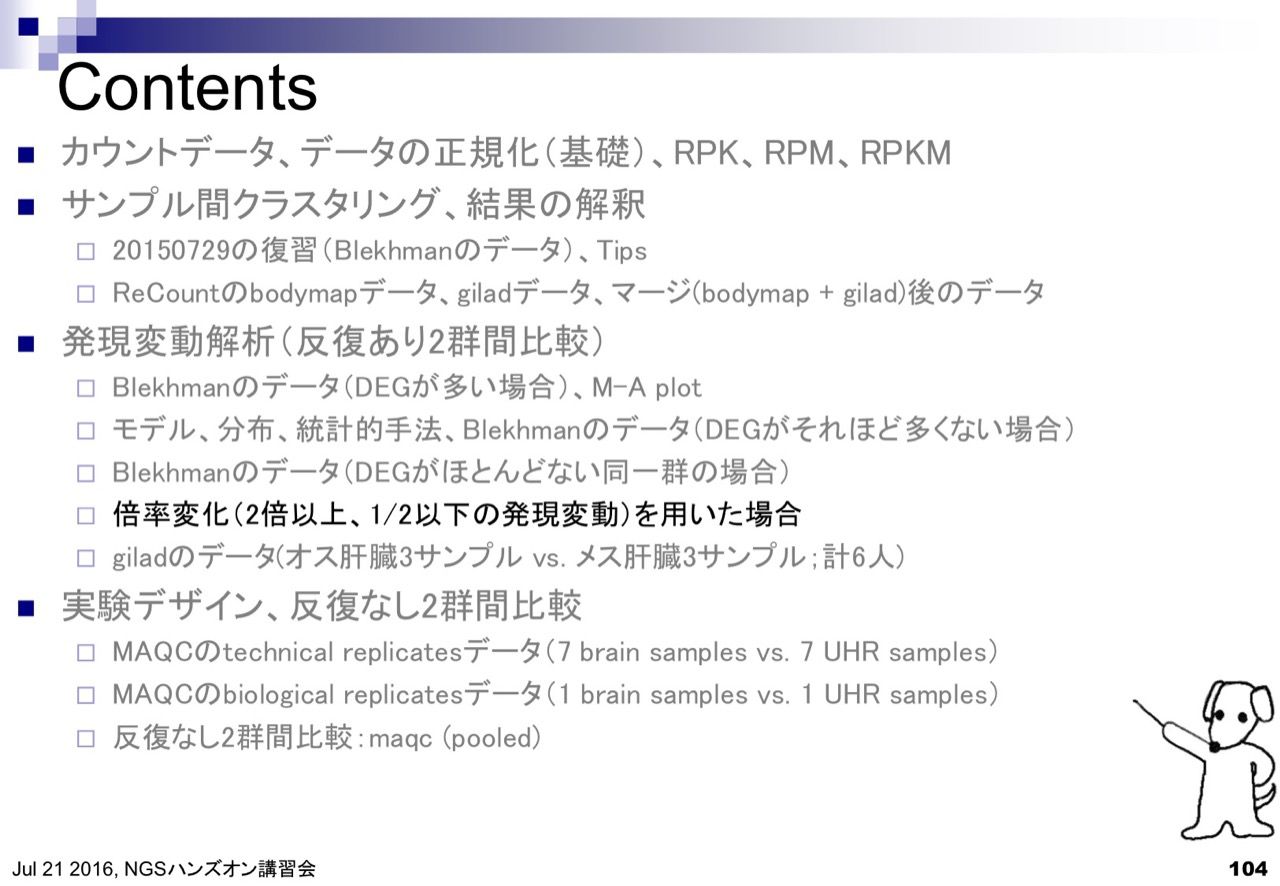 Contents
カウントデータ、データの正規化（基礎）、RPK、RPM、RPKM
サンプル間クラスタリング、結果の解釈
20150729の復習（Blekhmanのデータ）、Tips
ReCountのbodymapデータ、giladデータ、マージ(bodymap + gilad)後のデータ
発現変動解析（反復あり2群間比較）
Blekhmanのデータ（DEGが多い場合）、M-A plot
モデル、分布、統計的手法、Blekhmanのデータ（DEGがそれほど多くない場合）
Blekhmanのデータ（DEGがほとんどない同一群の場合）
倍率変化（2倍以上、1/2以下の発現変動）を用いた場合
giladのデータ(オス肝臓3サンプル vs. メス肝臓3サンプル；計6人）
実験デザイン、反復なし2群間比較
MAQCのtechnical replicatesデータ（7 brain samples vs. 7 UHR samples）
MAQCのbiological replicatesデータ（1 brain samples vs. 1 UHR samples）
反復なし2群間比較：maqc (pooled)
Jul 21 2016, NGSハンズオン講習会
104